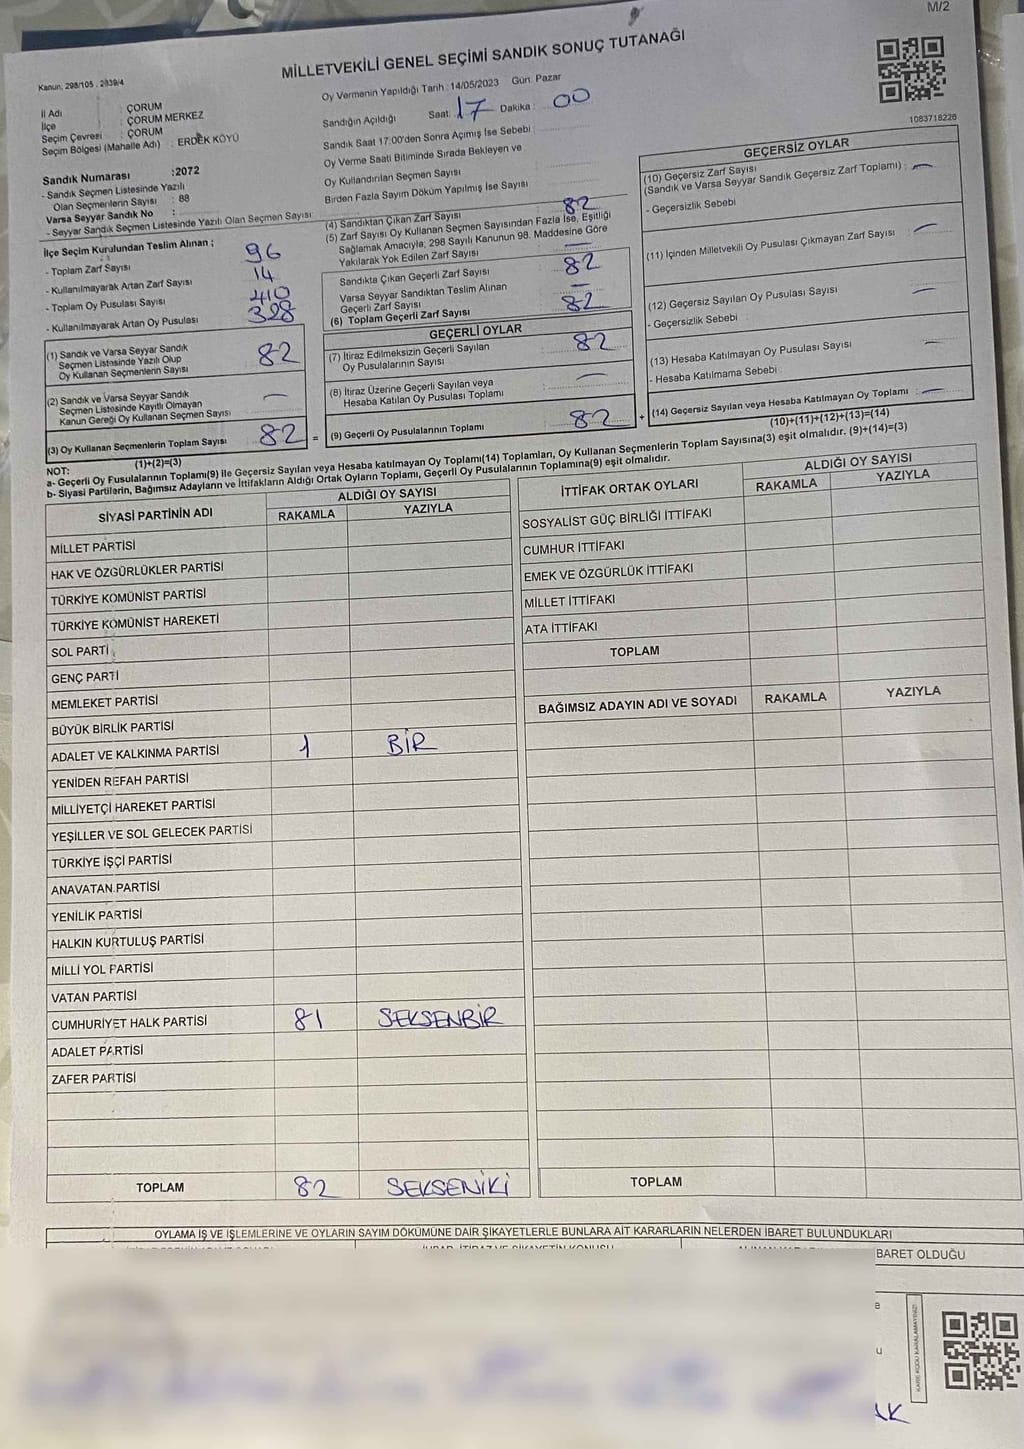 M/2
MİLLETVEKİLİ GENEL SEÇİMİ SANDIK SONUÇ TUTANAĞI
Kanun: 298/105 , 2839/4
İl Adı : ÇORUM
İlçe : ÇORUM MERKEZ
Seçim Çevresi : ÇORUM
Seçim Bölgesi (Mahalle Adı) : ERDEK KÖYÜ
Sandık Numarası :2072
- Sandık Seçmen Listesinde Yazılı
Olan Seçmenlerin Sayısı : 88
Varsa Seyyar Sandık No :
- Seyyar Sandık Seçmen Listesinde Yazılı Olan Seçmen Sayısı
İlçe Seçim Kurulundan Teslim Alınan ;
- Toplam Zarf Sayısı 96
- Kullanılmayarak Artan Zarf Sayısı 14
- Toplam Oy Pusulası Sayısı 410
- Kullanılmayarak Artan Oy Pusulası 328
(1) Sandık ve Varsa Seyyar Sandık
Seçmen Listesinde Yazılı Olup
Oy Kullanan Seçmenlerin Sayısı 82
(2) Sandık ve Varsa Seyyar Sandık
Seçmen Listesinde Kayıtlı Olmayan
Kanun Gereği Oy Kullanan Seçmen Sayısı —
(3) Oy Kullanan Seçmenlerin Toplam Sayısı 82 =
(1)+(2)=(3)
Oy Vermenin Yapıldığı Tarih : 14/05/2023 Gün: Pazar
Sandığın Açıldığı Saat: 17 Dakika : 00
Sandık Saat 17:00'den Sonra Açımış İse Sebebi :
Oy Verme Saati Bitiminde Sırada Bekleyen ve
Oy Kullandırılan Seçmen Sayısı
Birden Fazla Sayım Döküm Yapılmış İse Sayısı
(4) Sandıktan Çıkan Zarf Sayısı 82
(5) Zarf Sayısı Oy Kullanan Seçmen Sayısından Fazla İse, Eşitliği
Sağlamak Amacıyla, 298 Sayılı Kanunun 98. Maddesine Göre
Yakılarak Yok Edilen Zarf Sayısı —
Sandıkta Çıkan Geçerli Zarf Sayısı 82
Varsa Seyyar Sandıktan Teslim Alınan
Geçerli Zarf Sayısı —
(6) Toplam Geçerli Zarf Sayısı 82
GEÇERLİ OYLAR
(7) İtiraz Edilmeksizin Geçerli Sayılan
Oy Pusulalarının Sayısı 82
(8) İtiraz Üzerine Geçerli Sayılan veya
Hesaba Katılan Oy Pusulası Toplamı : —
(9) Geçerli Oy Pusulalarının Toplamı 82 +
1083718226
GEÇERSİZ OYLAR
(10) Geçersiz Zarf Sayısı
(Sandık ve Varsa Seyyar Sandık Geçersiz Zarf Toplamı) : —
- Geçersizlik Sebebi
(11) İçinden Milletvekili Oy Pusulası Çıkmayan Zarf Sayısı —
(12) Geçersiz Sayılan Oy Pusulası Sayısı —
- Geçersizlik Sebebi
(13) Hesaba Katılmayan Oy Pusulası Sayısı —
- Hesaba Katılmama Sebebi
(14) Geçersiz Sayılan veya Hesaba Katılmayan Oy Toplamı —
(10)+(11)+(12)+(13)=(14)
NOT:
a- Geçerli Oy Pusulalarının Toplamı(9) ile Geçersiz Sayılan veya Hesaba katılmayan Oy Toplamı(14) Toplamları, Oy Kullanan Seçmenlerin Toplam Sayısına(3) eşit olmalıdır. (9)+(14)=(3)
b- Siyasi Partilerin, Bağımsız Adayların ve İttifakların Aldığı Ortak Oyların Toplamı, Geçerli Oy Pusulalarının Toplamına(9) eşit olmalıdır.
SİYASİ PARTİNİN ADI
ALDIĞI OY SAYISI
RAKAMLA YAZIYLA
MİLLET PARTİSİ
HAK VE ÖZGÜRLÜKLER PARTİSİ
TÜRKİYE KOMÜNİST PARTİSİ
TÜRKİYE KOMÜNİST HAREKETİ
SOL PARTİ
GENÇ PARTİ
MEMLEKET PARTİSİ
BÜYÜK BİRLİK PARTİSİ
ADALET VE KALKINMA PARTİSİ 1 BİR
YENİDEN REFAH PARTİSİ
MİLLİYETÇİ HAREKET PARTİSİ
YEŞİLLER VE SOL GELECEK PARTİSİ
TÜRKİYE İŞÇİ PARTİSİ
ANAVATAN PARTİSİ
YENİLİK PARTİSİ
HALKIN KURTULUŞ PARTİSİ
MİLLİ YOL PARTİSİ
VATAN PARTİSİ
CUMHURİYET HALK PARTİSİ 81 SEKSENBİR
ADALET PARTİSİ
ZAFER PARTİSİ
TOPLAM 82 SEKSENİKİ
İTTİFAK ORTAK OYLARI
ALDIĞI OY SAYISI
RAKAMLA YAZIYLA
SOSYALİST GÜÇ BİRLİĞİ İTTİFAKI
CUMHUR İTTİFAKI
EMEK VE ÖZGÜRLÜK İTTİFAKI
MİLLET İTTİFAKI
ATA İTTİFAKI
TOPLAM
BAĞIMSIZ ADAYIN ADI VE SOYADI RAKAMLA YAZIYLA
TOPLAM
OYLAMA İŞ VE İŞLEMLERİNE VE OYLARIN SAYIM DÖKÜMÜNE DAİR ŞİKAYETLERLE BUNLARA AİT KARARLARIN NELERDEN İBARET BULUNDUKLARI
BARET OLDUĞU
KARE KODU KARALAMAYINIZ!
AK